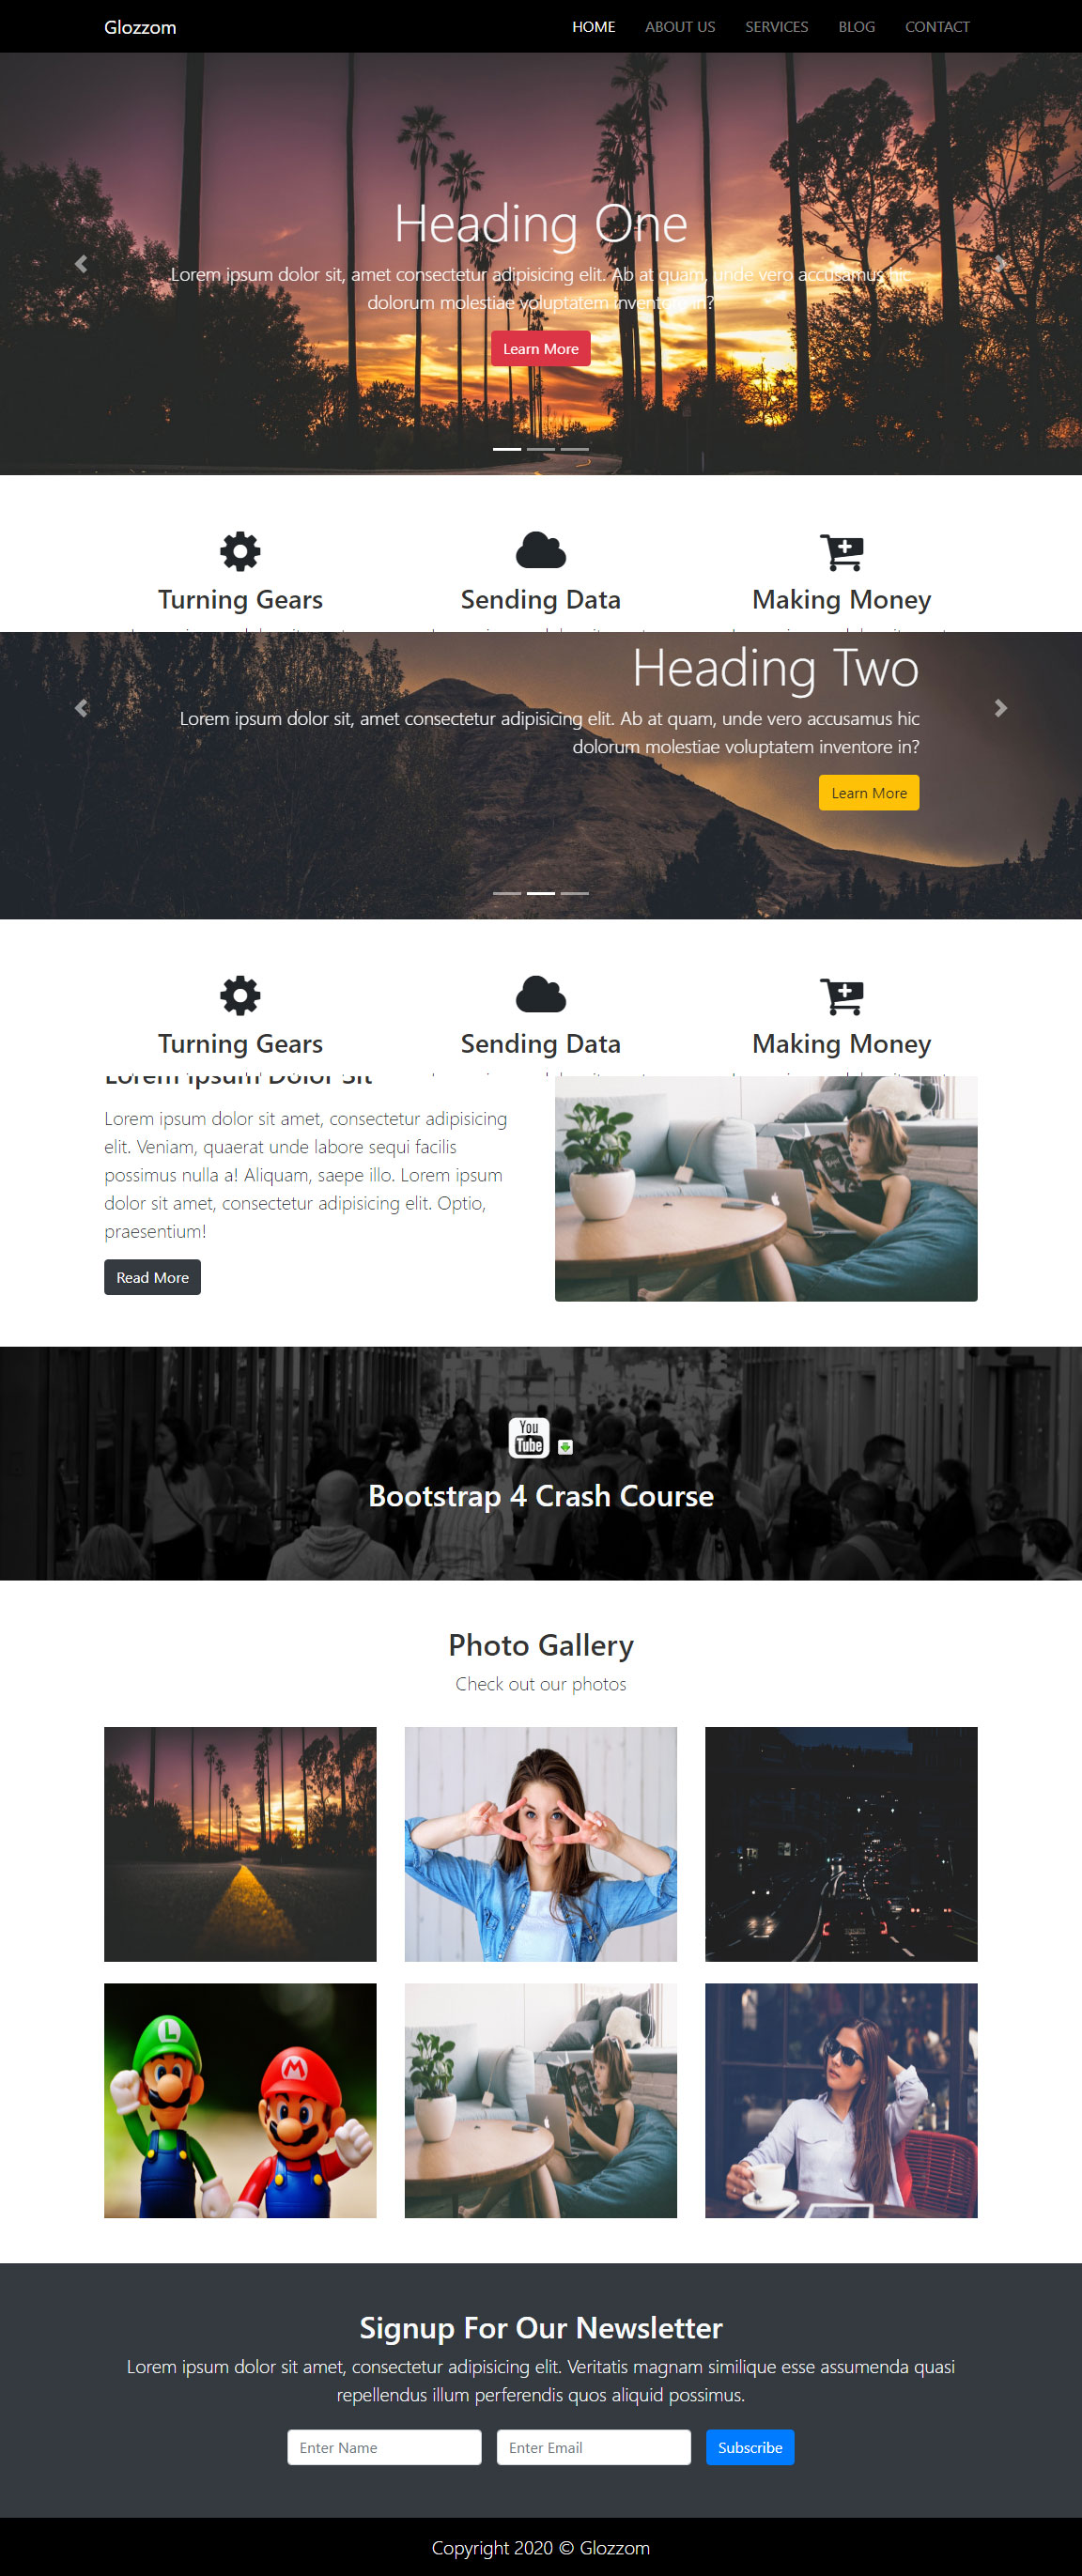 Glozzom
HOME ABOUT US SERVICES BLOG CONTACT
Heading One
Lorem ipsum dolor sit, amet consectetur adipisicing elit. Ab at quam, unde vero accusamus hic
dolorum molestiae voluptatem inventore in?
Learn More
Turning Gears
Sending Data
Making Money
Heading Two
Lorem ipsum dolor sit, amet consectetur adipisicing elit. Ab at quam, unde vero accusamus hic
dolorum molestiae voluptatem inventore in?
Learn More
Turning Gears
Sending Data
Making Money
Lorem Ipsum Dolor Sit
Lorem ipsum dolor sit amet, consectetur adipisicing
elit. Veniam, quaerat unde labore sequi facilis
possimus nulla a! Aliquam, saepe illo. Lorem ipsum
dolor sit amet, consectetur adipisicing elit. Optio,
praesentium!
Read More
You
Tube
Bootstrap 4 Crash Course
Photo Gallery
Check out our photos
L
M
Signup For Our Newsletter
Lorem ipsum dolor sit amet, consectetur adipisicing elit. Veritatis magnam similique esse assumenda quasi
repellendus illum perferendis quos aliquid possimus.
Enter Name
Enter Email
Subscribe
Copyright 2020 © Glozzom